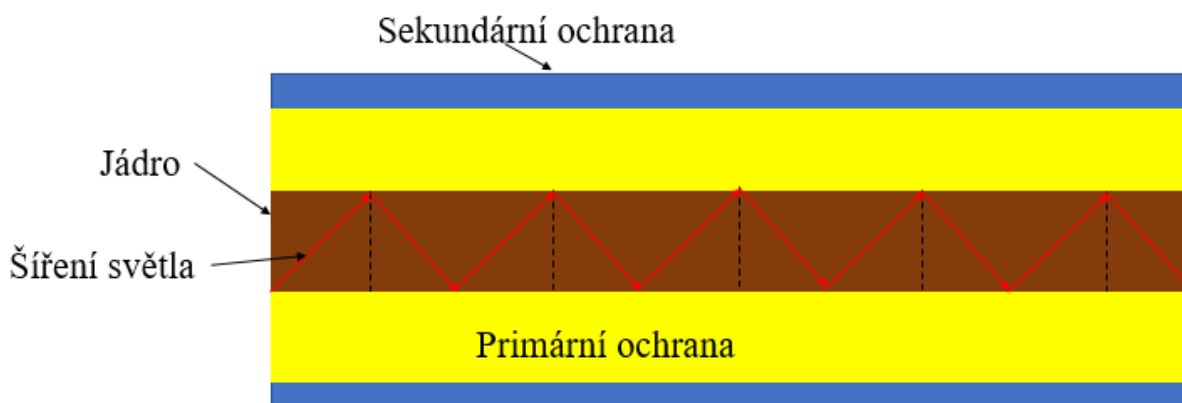 Sekundární ochrana
Jádro
Šíření světla
Primární ochrana